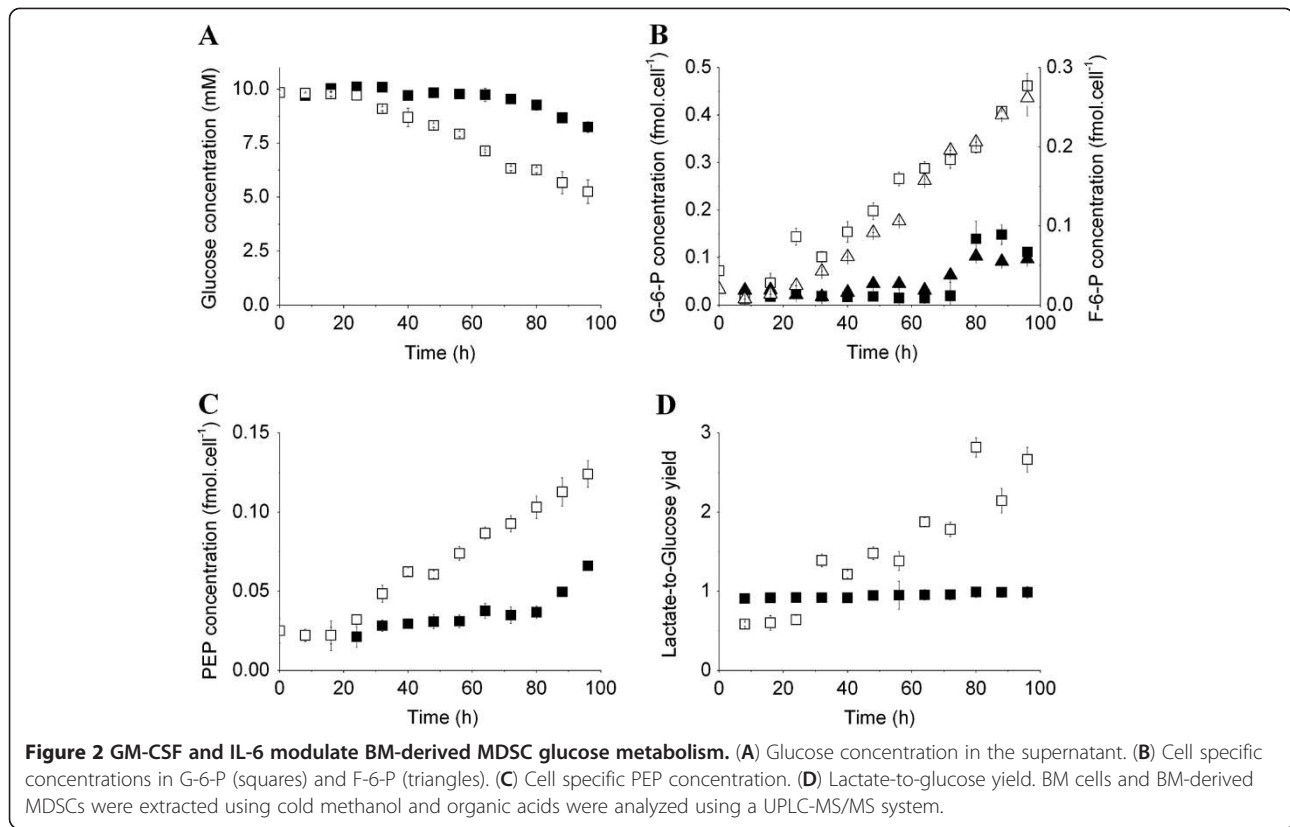 A
Glucose concentration (mM)
10.0
7.5
5.0
2.5
0.0
0 20 40 60 80 100
Time (h)
B
G-6-P concentration (fmol.cell⁻¹)
0.5
0.4
0.3
0.2
0.1
0.0
0.3
0.2
0.1
0.0
F-6-P concentration (fmol.cell⁻¹)
0 20 40 60 80 100
Time (h)
C
PEP concentration (fmol.cell⁻¹)
0.15
0.10
0.05
0.00
0 20 40 60 80 100
Time (h)
D
Lactate-to-Glucose yield
3
2
1
0
0 20 40 60 80 100
Time (h)
Figure 2 GM-CSF and IL-6 modulate BM-derived MDSC glucose metabolism. (A) Glucose concentration in the supernatant. (B) Cell specific
concentrations in G-6-P (squares) and F-6-P (triangles). (C) Cell specific PEP concentration. (D) Lactate-to-glucose yield. BM cells and BM-derived
MDSCs were extracted using cold methanol and organic acids were analyzed using a UPLC-MS/MS system.